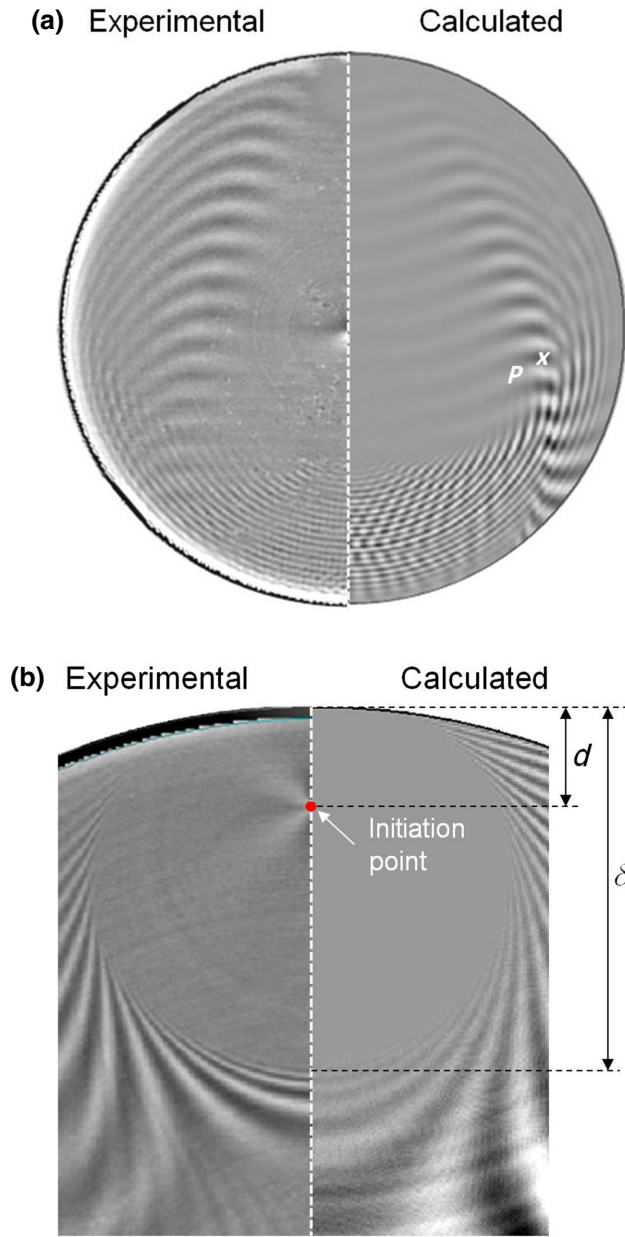 (a) Experimental Calculated
x
P
(b) Experimental Calculated
d
Initiation
point
δ